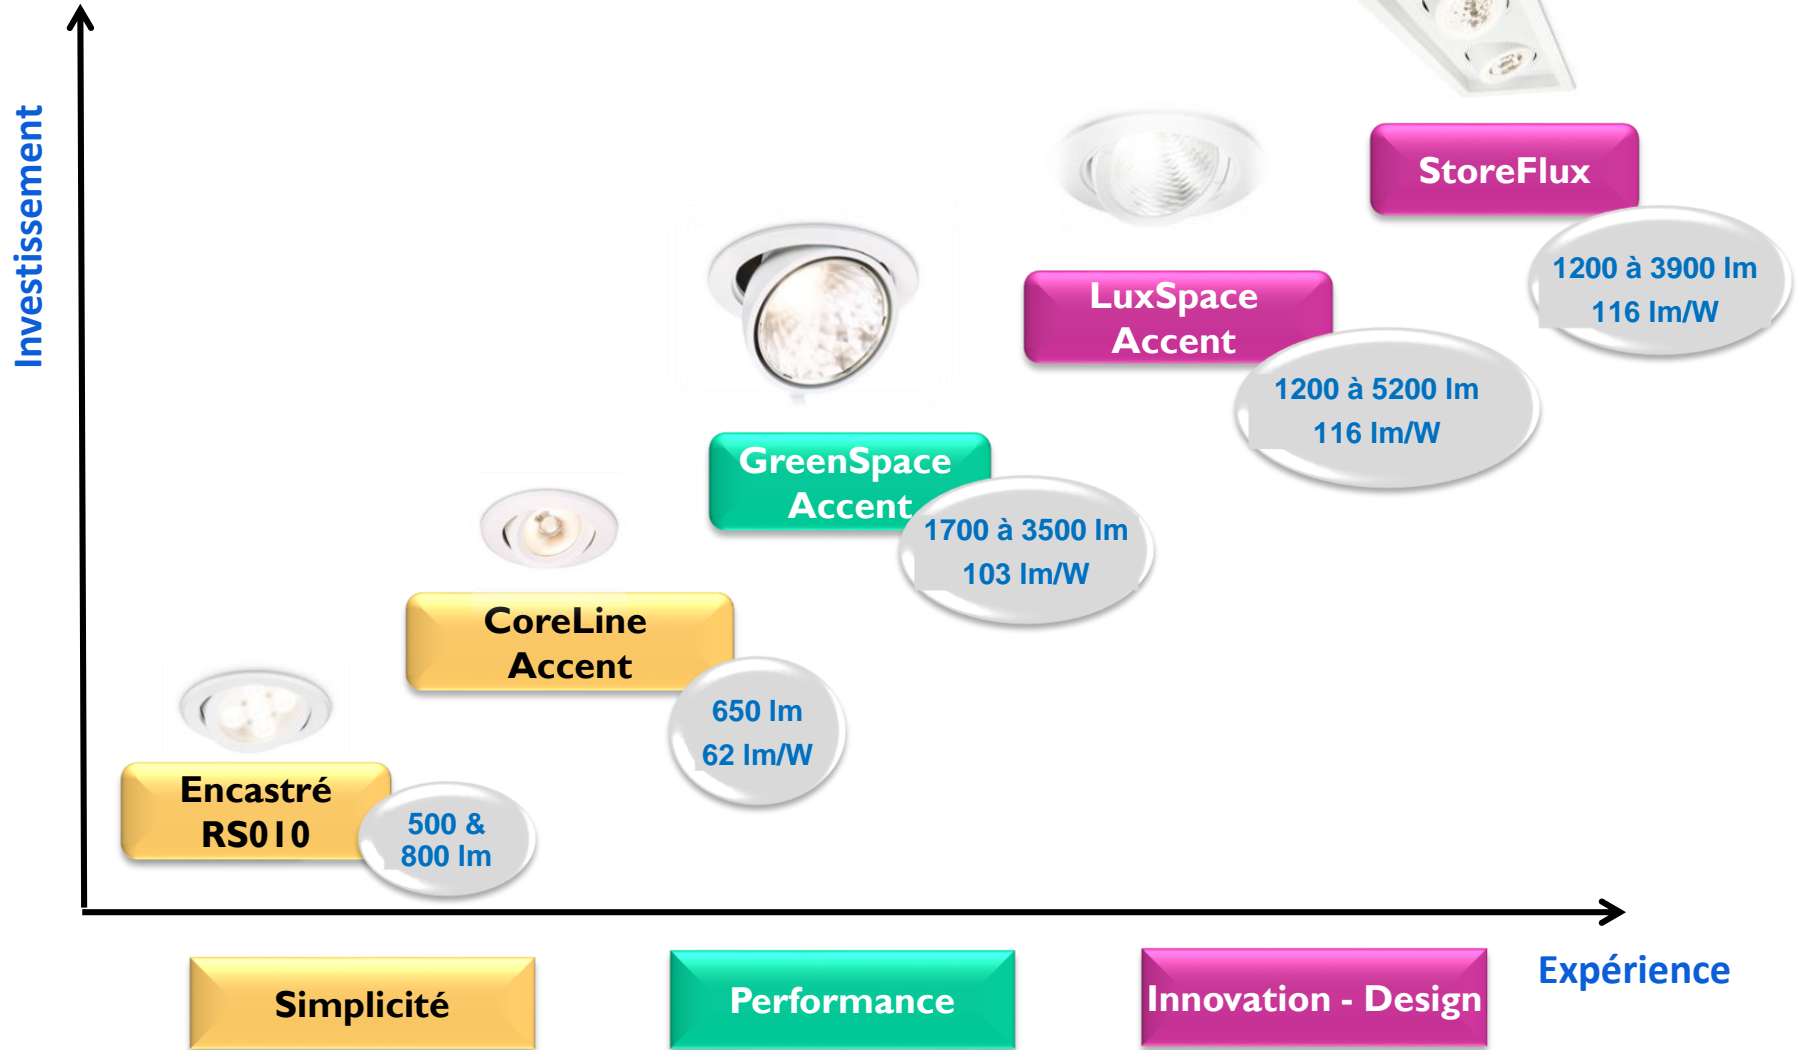 Investissement
StoreFlux
1200 à 3900 lm
116 lm/W
LuxSpace
Accent
1200 à 5200 lm
116 lm/W
GreenSpace
Accent
1700 à 3500 lm
103 lm/W
CoreLine
Accent
650 lm
62 lm/W
Encastré
RS010
500 &
800 lm
Expérience
Simplicité
Performance
Innovation - Design